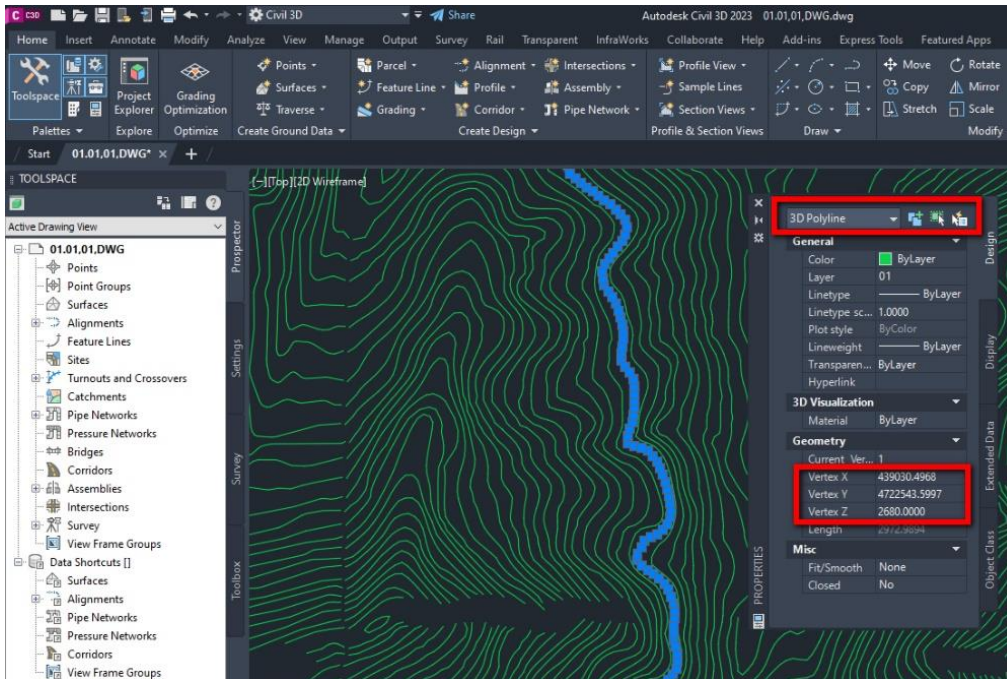 C C3D Civil 3D Share Autodesk Civil 3D 2023 01.01,01,DWG.dwg
Home Insert Annotate Modify Analyze View Manage Output Survey Rail Transparent InfraWorks Collaborate Help Add-ins Express Tools Featured Apps
Points Parcel Alignment Intersections Profile View Move Rotate
Toolspace Project Explorer Grading Optimization Surfaces Feature Line Profile Assembly Sample Lines Copy Mirror
Traverse Grading Corridor Pipe Network Section Views Stretch Scale
Palettes Explore Optimize Create Ground Data Create Design Profile & Section Views Draw Modify
Start 01.01,01,DWG*
TOOLSPACE
Active Drawing View
01.01,01,DWG
Points
Point Groups
Surfaces
Alignments
Feature Lines
Sites
Turnouts and Crossovers
Catchments
Pipe Networks
Pressure Networks
Bridges
Corridors
Assemblies
Intersections
Survey
View Frame Groups
Data Shortcuts []
Surfaces
Alignments
Pipe Networks
Pressure Networks
Corridors
View Frame Groups
Prospector
Settings
Survey
Toolbox
[-][Top][2D Wireframe]
3D Polyline
General
Color ByLayer
Layer 01
Linetype ByLayer
Linetype sc... 1.0000
Plot style ByColor
Lineweight ByLayer
Transparen... ByLayer
Hyperlink
3D Visualization
Material ByLayer
Geometry
Current Ver... 1
Vertex X 439030.4968
Vertex Y 4722543.5997
Vertex Z 2680.0000
Length 2972.9894
Misc
Fit/Smooth None
Closed No
PROPERTIES
Design
Display
Extended Data
Object Class